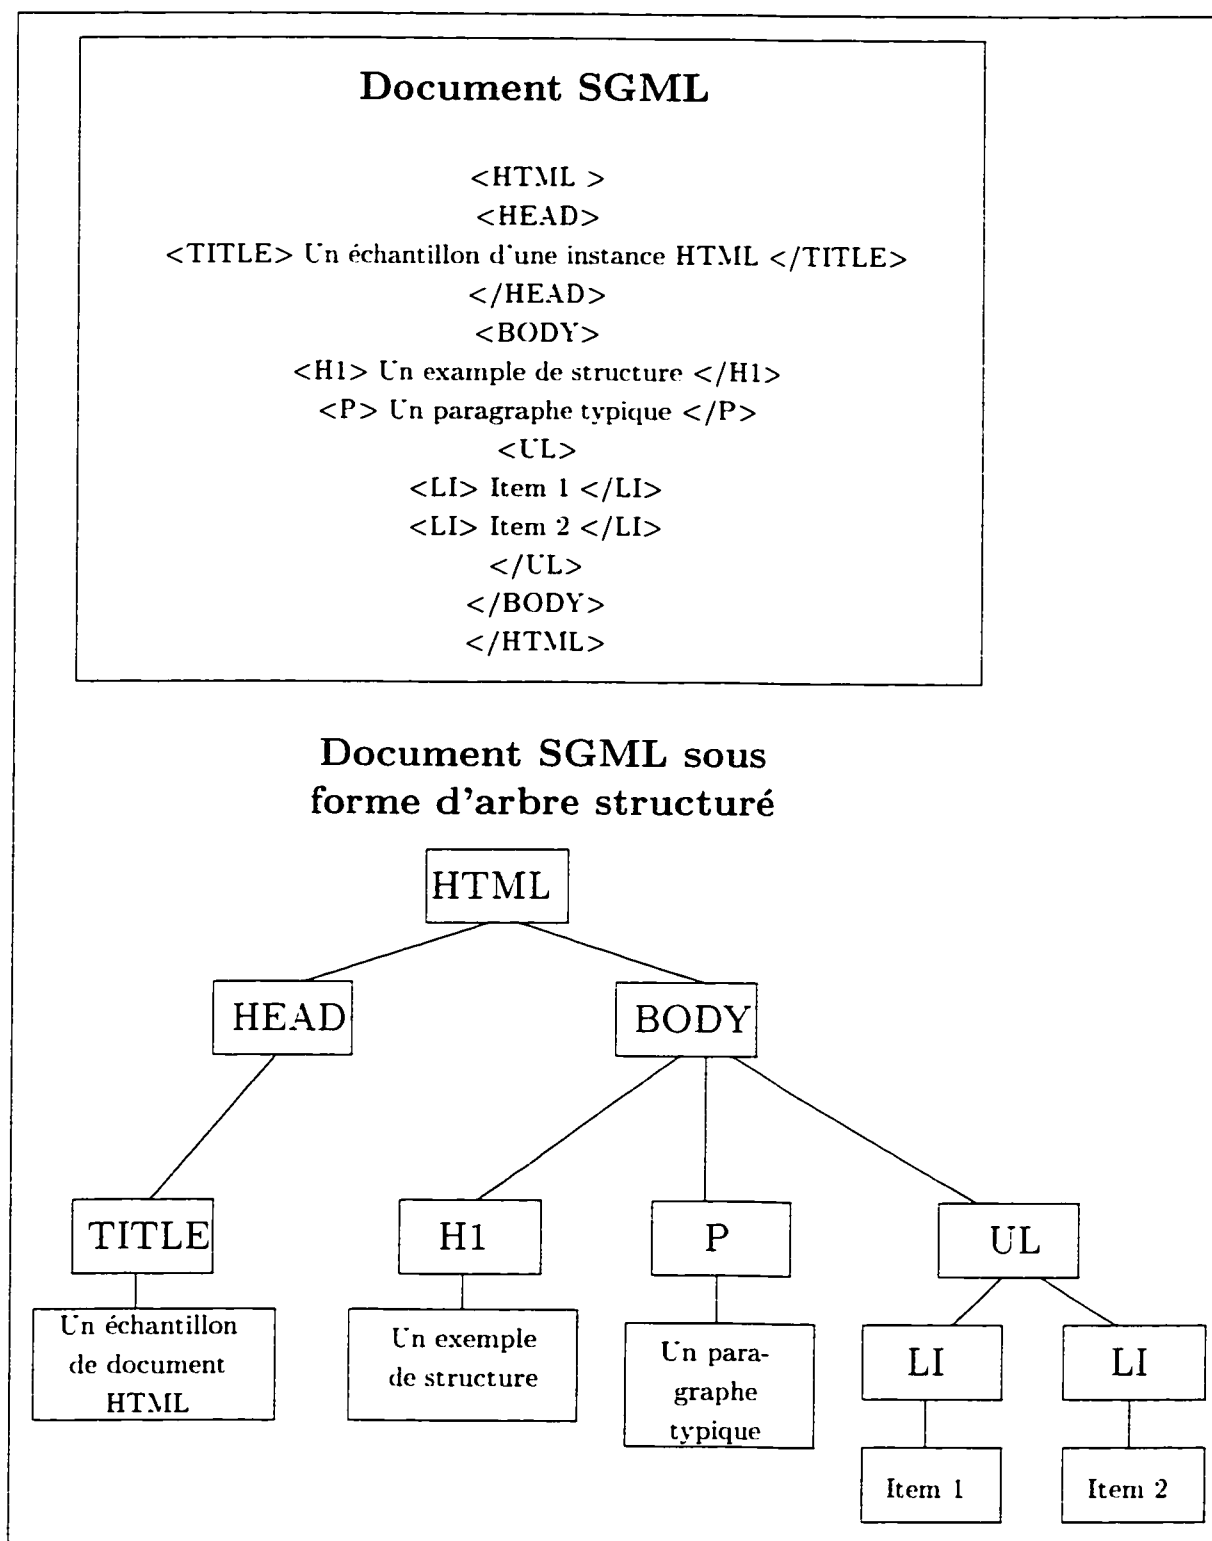 Document SGML
<HTML >
<HEAD>
<TITLE> Un échantillon d'une instance HTML </TITLE>
</HEAD>
<BODY>
<H1> Un example de structure </H1>
<P> Un paragraphe typique </P>
<UL>
<LI> Item 1 </LI>
<LI> Item 2 </LI>
</UL>
</BODY>
</HTML>
Document SGML sous
forme d'arbre structuré
HTML
HEAD
BODY
TITLE
H1
P
UL
Un échantillon
de document
HTML
Un exemple
de structure
Un para-
graphe
typique
LI
LI
Item 1
Item 2